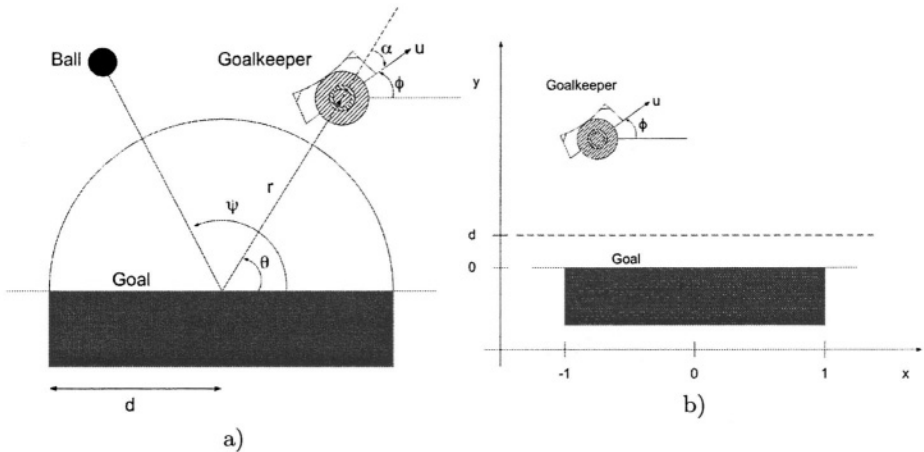 Ball
Goalkeeper
α
u
ϕ
r
ψ
θ
Goal
d
a)
y
Goalkeeper
u
ϕ
d
0
Goal
-1
0
1
x
b)